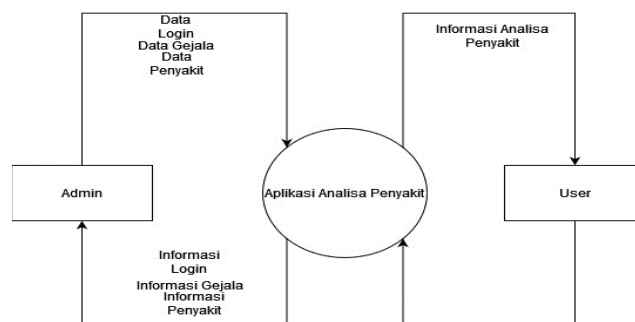 Data
Login
Data Gejala
Data
Penyakit
Informasi Analisa
Penyakit
Admin
Aplikasi Analisa Penyakit
User
Informasi
Login
Informasi Gejala
Informasi
Penyakit